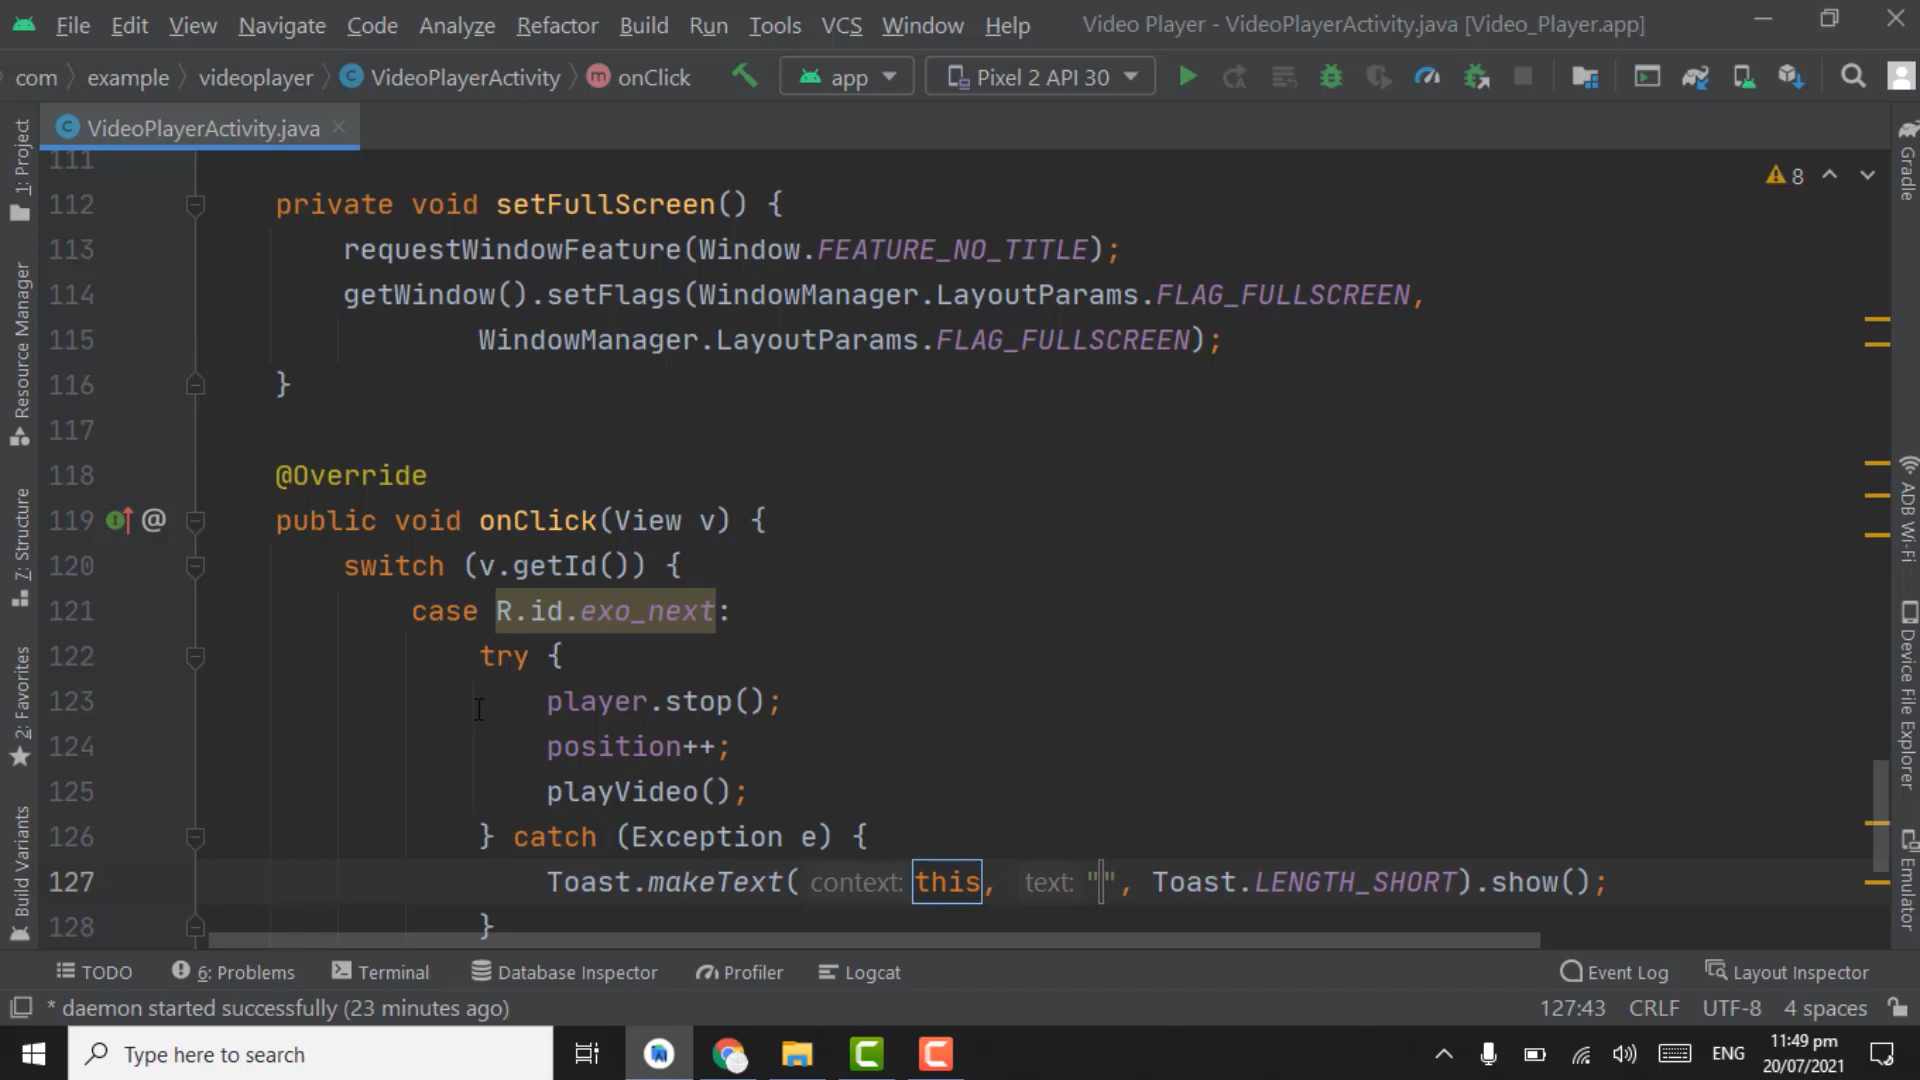 File Edit View Navigate Code Analyze Refactor Build Run Tools VCS Window Help Video Player - VideoPlayerActivity.java [Video_Player.app]
com example videoplayer VideoPlayerActivity onClick app Pixel 2 API 30
VideoPlayerActivity.java
8
111
112 private void setFullScreen() {
113 requestWindowFeature(Window.FEATURE_NO_TITLE);
114 getWindow().setFlags(WindowManager.LayoutParams.FLAG_FULLSCREEN,
115 WindowManager.LayoutParams.FLAG_FULLSCREEN);
116 }
117
118 @Override
119 @ public void onClick(View v) {
120 switch (v.getId()) {
121 case R.id.exo_next:
122 try {
123 player.stop();
124 position++;
125 playVideo();
126 } catch (Exception e) {
127 Toast.makeText( context: this, text: "", Toast.LENGTH_SHORT).show();
128 }
1: Project
Resource Manager
7: Structure
2: Favorites
Build Variants
Gradle
ADB Wi-Fi
Device File Explorer
Emulator
TODO 6: Problems Terminal Database Inspector Profiler Logcat Event Log Layout Inspector
* daemon started successfully (23 minutes ago) 127:43 CRLF UTF-8 4 spaces
Type here to search ENG 11:49 pm
20/07/2021